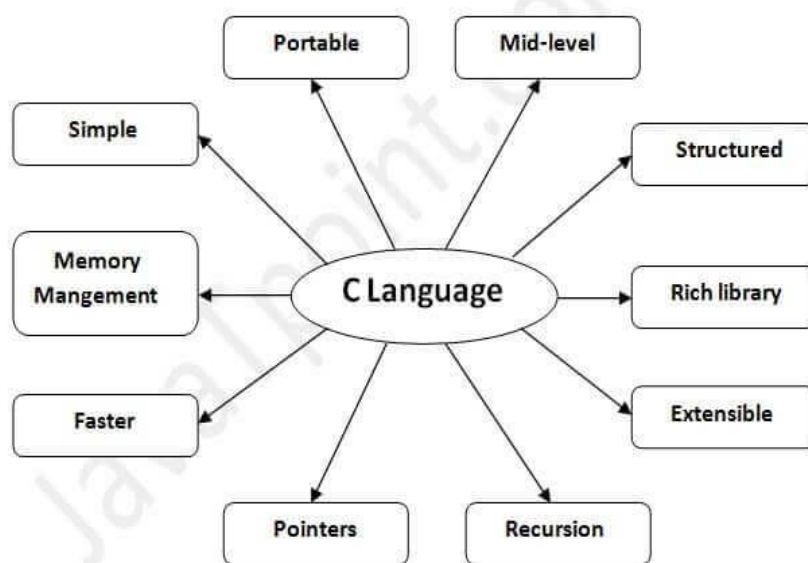 Portable
Mid-level
Simple
Structured
Memory
Mangement
C Language
Rich library
Faster
Extensible
Pointers
Recursion